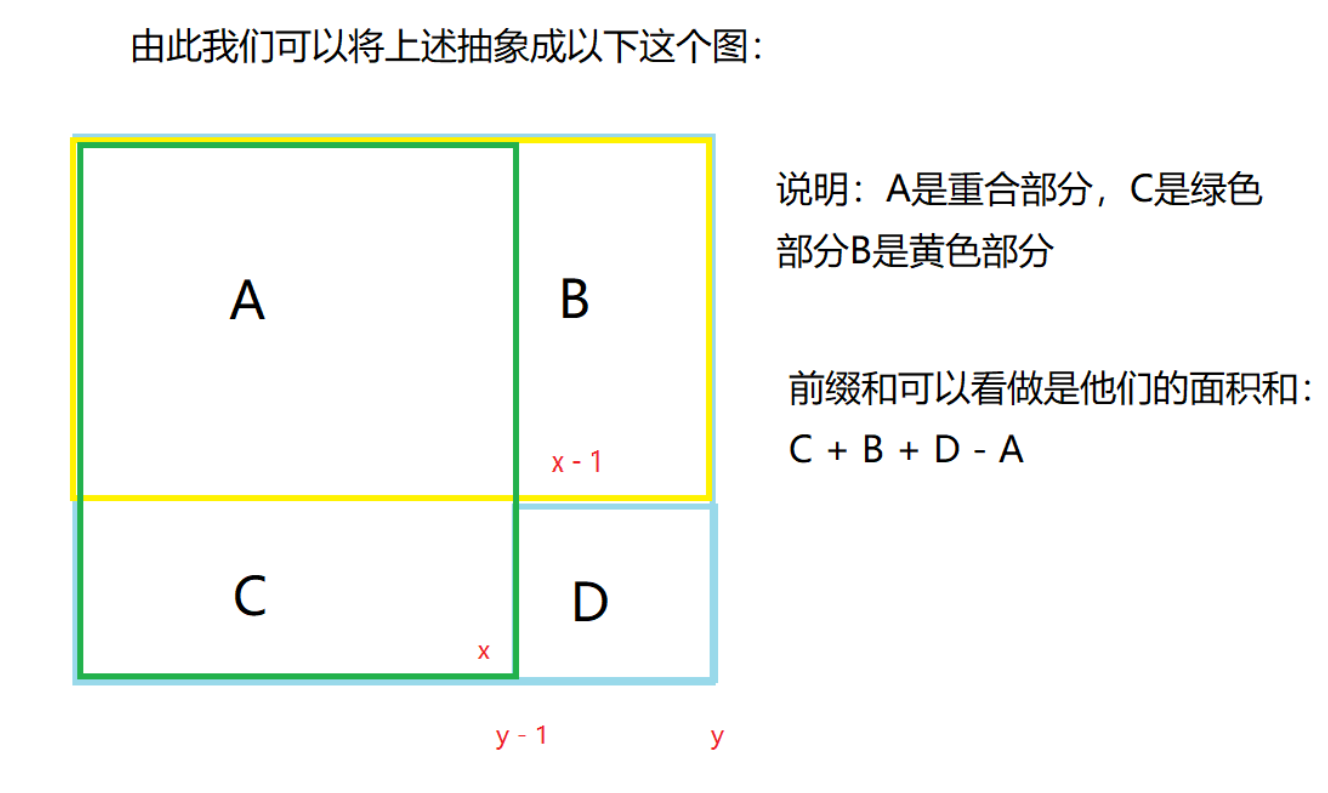 由此我们可以将上述抽象成以下这个图：
说明：A是重合部分，C是绿色
部分B是黄色部分
A
B
前缀和可以看做是他们的面积和：
C + B + D - A
x - 1
C
D
x
y - 1
y